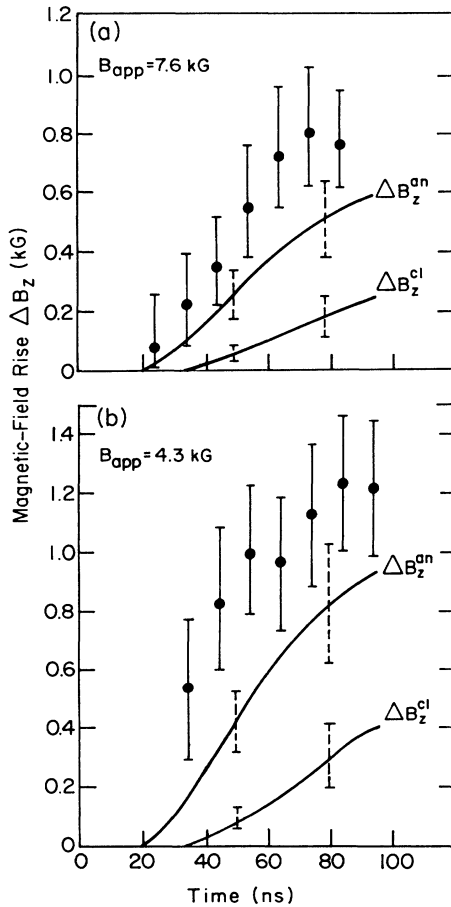 (a)
B_app = 7.6 kG
1.2
1.0
0.8
0.6
0.4
0.2
0
ΔB_z^an
ΔB_z^cl
Magnetic-Field Rise ΔB_z (kG)
(b)
B_app = 4.3 kG
1.4
1.2
1.0
0.8
0.6
0.4
0.2
0
ΔB_z^an
ΔB_z^cl
0 20 40 60 80 100
Time (ns)